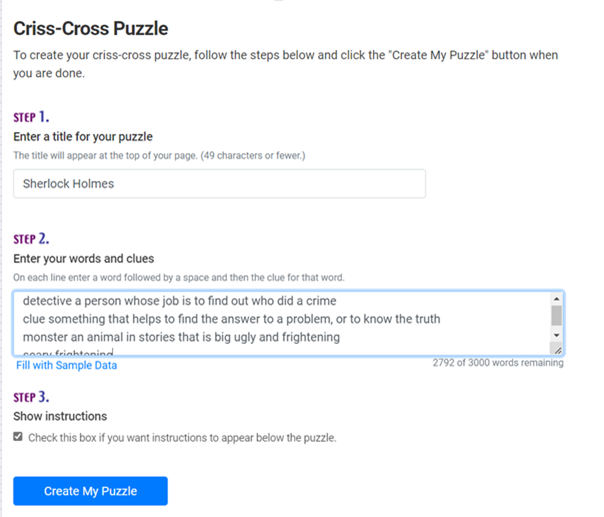 Criss-Cross Puzzle
To create your criss-cross puzzle, follow the steps below and click the "Create My Puzzle" button when
you are done.
STEP 1.
Enter a title for your puzzle
The title will appear at the top of your page. (49 characters or fewer.)
Sherlock Holmes
STEP 2.
Enter your words and clues
On each line enter a word followed by a space and then the clue for that word.
detective a person whose job is to find out who did a crime
clue something that helps to find the answer to a problem, or to know the truth
monster an animal in stories that is big ugly and frightening
scary frightening
Fill with Sample Data
2792 of 3000 words remaining
STEP 3.
Show instructions
Check this box if you want instructions to appear below the puzzle.
Create My Puzzle